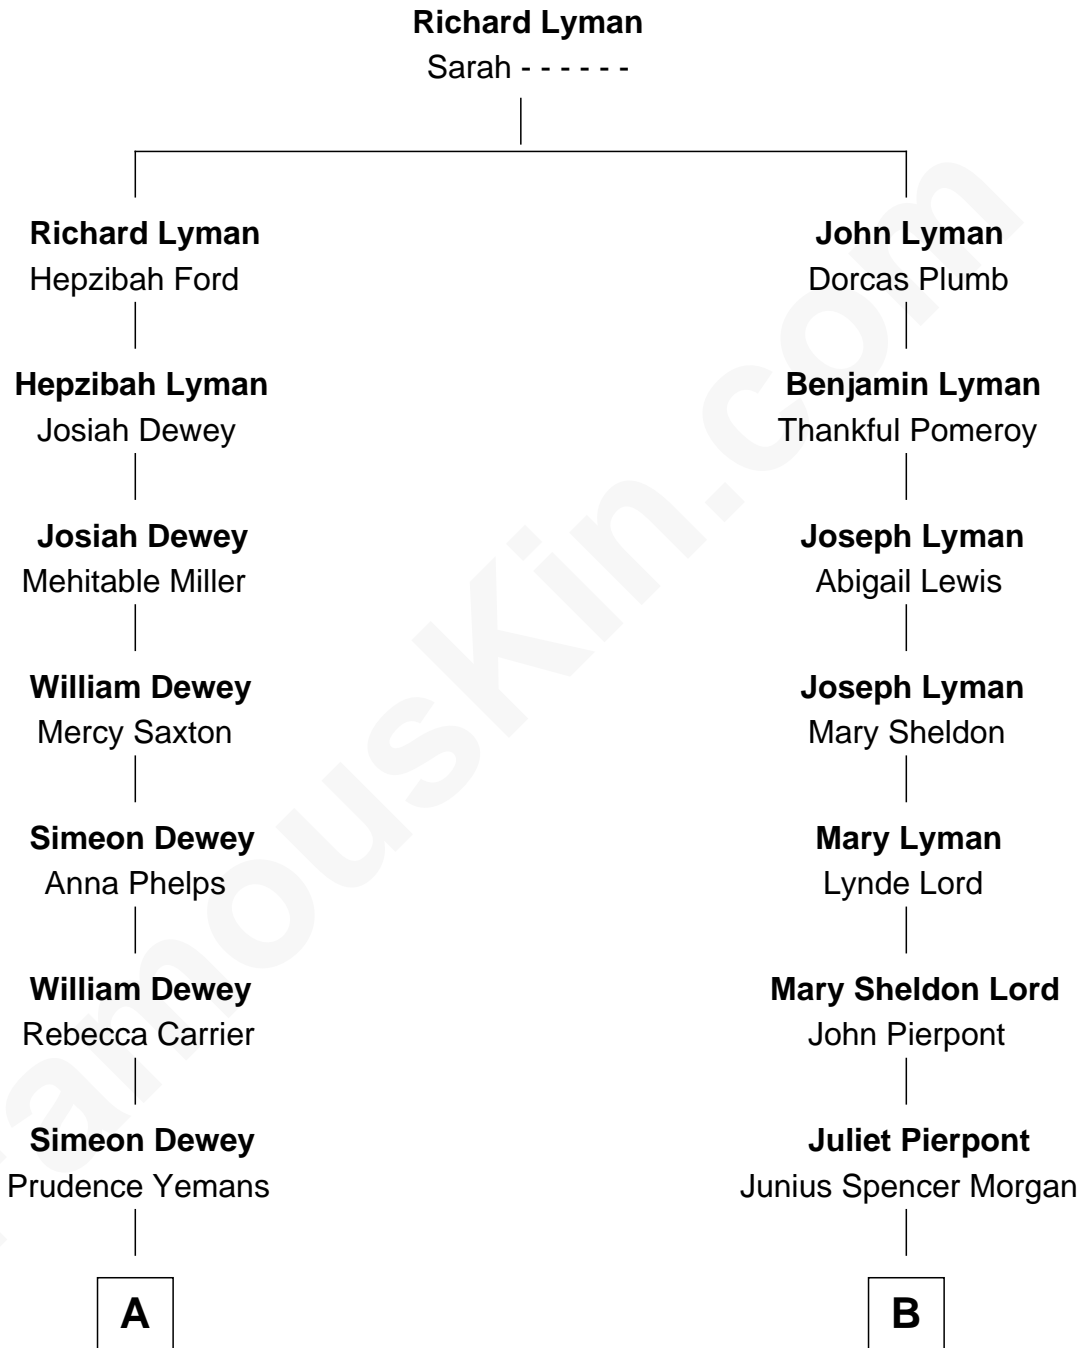 Richard Lyman
Sarah - - - - - -
Richard Lyman
Hepzibah Ford
John Lyman
Dorcas Plumb
Hepzibah Lyman
Josiah Dewey
Benjamin Lyman
Thankful Pomeroy
Josiah Dewey
Mehitable Miller
Joseph Lyman
Abigail Lewis
William Dewey
Mercy Saxton
Joseph Lyman
Mary Sheldon
Simeon Dewey
Anna Phelps
Mary Lyman
Lynde Lord
William Dewey
Rebecca Carrier
Mary Sheldon Lord
John Pierpont
Simeon Dewey
Prudence Yemans
Juliet Pierpont
Junius Spencer Morgan
A
B
FamousKin.com